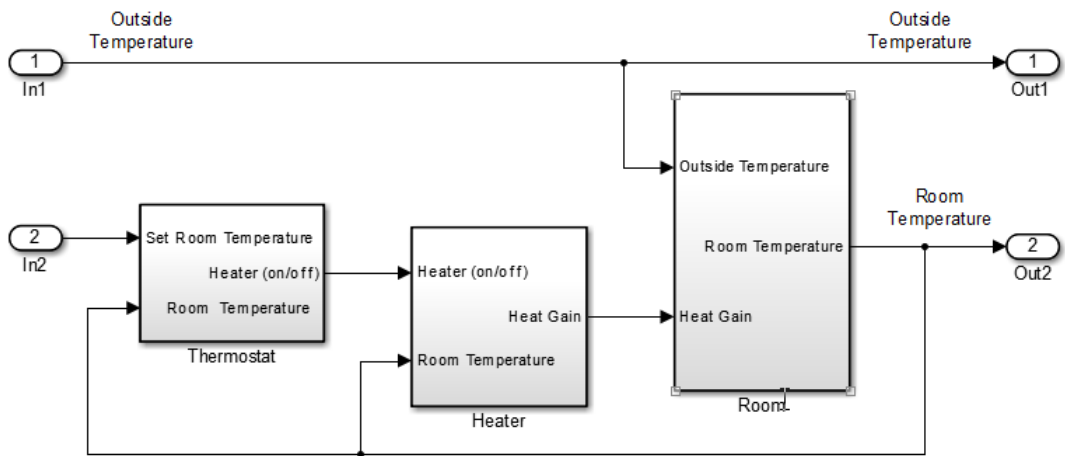 Outside
Temperature
Outside
Temperature
1
In1
1
Out1
Outside Temperature
Room Temperature
Heat Gain
Room
Room
Temperature
2
In2
2
Out2
Set Room Temperature
Heater (on/off)
Room Temperature
Thermostat
Heater (on/off)
Heat Gain
Room Temperature
Heater